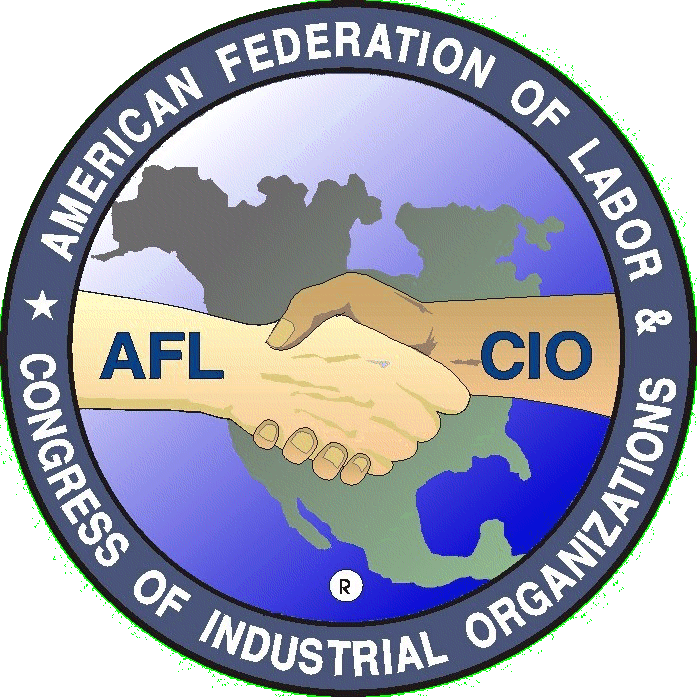 AMERICAN FEDERATION OF LABOR &
CONGRESS OF INDUSTRIAL ORGANIZATIONS
AFL
CIO
®